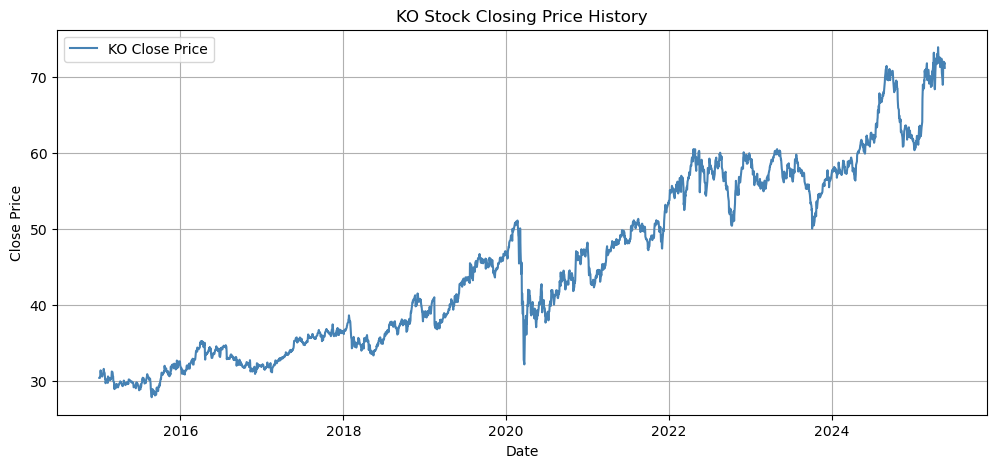 KO Stock Closing Price History
KO Close Price
Close Price
70
60
50
40
30
2016 2018 2020 2022 2024
Date